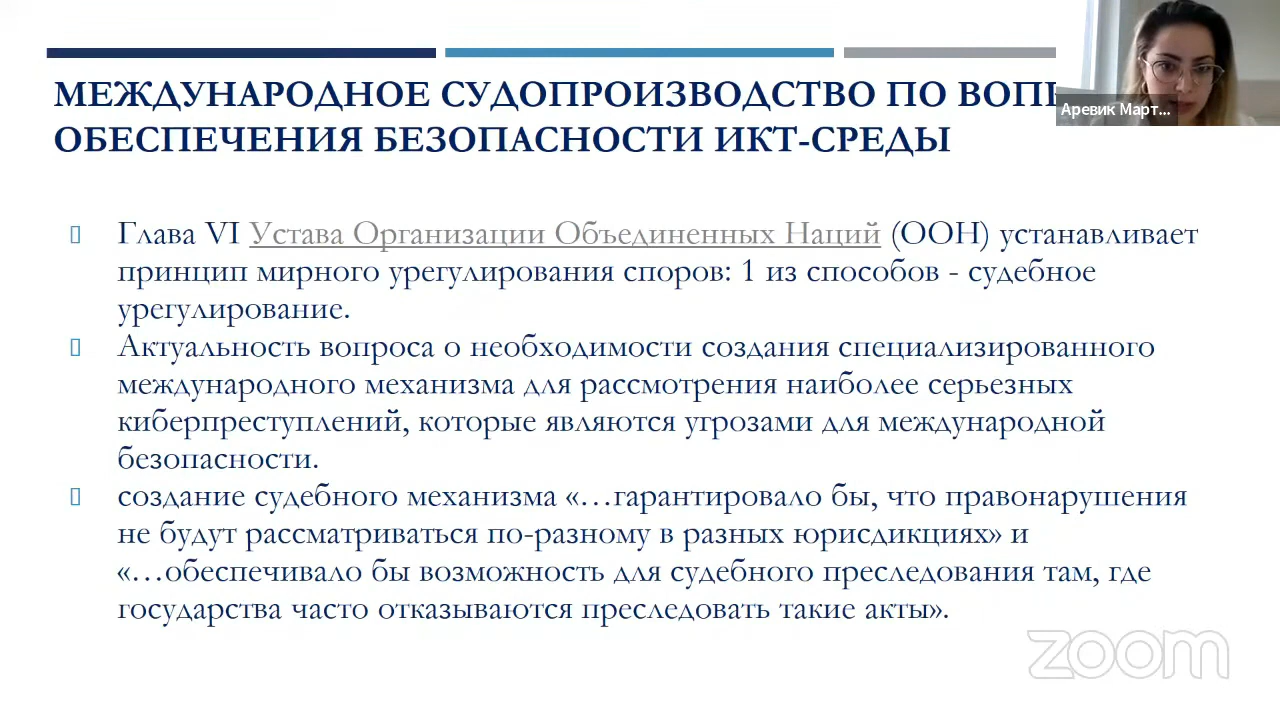 МЕЖДУНАРОДНОЕ СУДОПРОИЗВОДСТВО ПО
ОБЕСПЕЧЕНИЯ БЕЗОПАСНОСТИ ИКТ-СРЕДЫ
Аревик Март...
Глава VI Устава Организации Объединенных Наций (ООН) устанавливает
принцип мирного урегулирования споров: 1 из способов - судебное
урегулирование.
Актуальность вопроса о необходимости создания специализированного
международного механизма для рассмотрения наиболее серьезных
киберпреступлений, которые являются угрозами для международной
безопасности.
создание судебного механизма «…гарантировало бы, что правонарушения
не будут рассматриваться по-разному в разных юрисдикциях» и
«…обеспечивало бы возможность для судебного преследования там, где
государства часто отказываются преследовать такие акты».
zoom